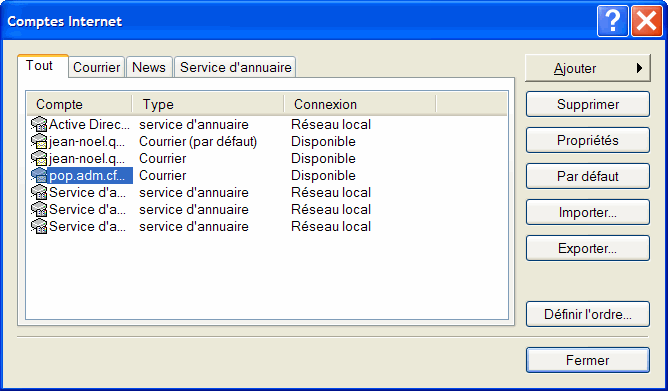 Comptes Internet
Tout Courrier News Service d'annuaire
Compte Type Connexion
Active Direc... service d'annuaire Réseau local
jean-noel.q... Courrier (par défaut) Disponible
jean-noel.q... Courrier Disponible
pop.adm.cf... Courrier Disponible
Service d'a... service d'annuaire Réseau local
Service d'a... service d'annuaire Réseau local
Service d'a... service d'annuaire Réseau local
Ajouter
Supprimer
Propriétés
Par défaut
Importer...
Exporter...
Définir l'ordre...
Fermer